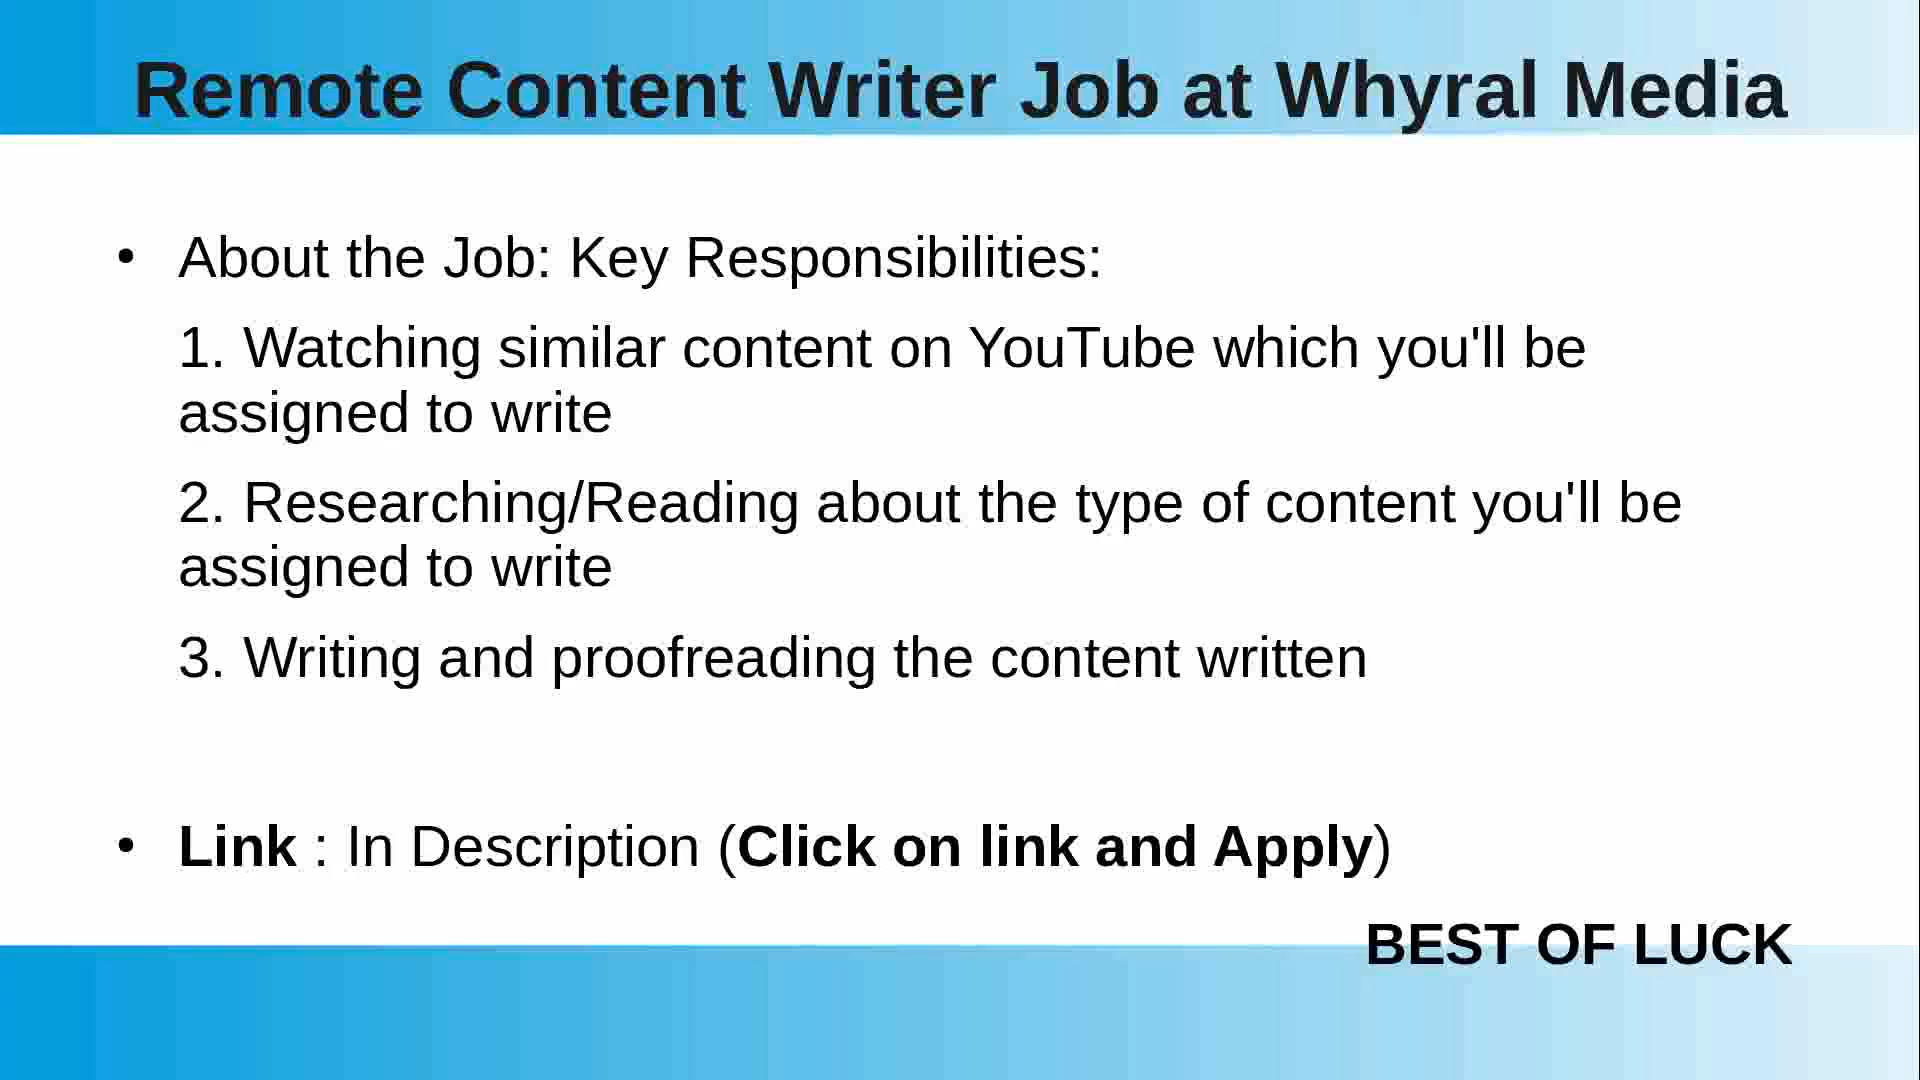 Remote Content Writer Job at Whyral Media
• About the Job: Key Responsibilities:
1. Watching similar content on YouTube which you'll be
assigned to write
2. Researching/Reading about the type of content you'll be
assigned to write
3. Writing and proofreading the content written
• Link : In Description (Click on link and Apply)
BEST OF LUCK